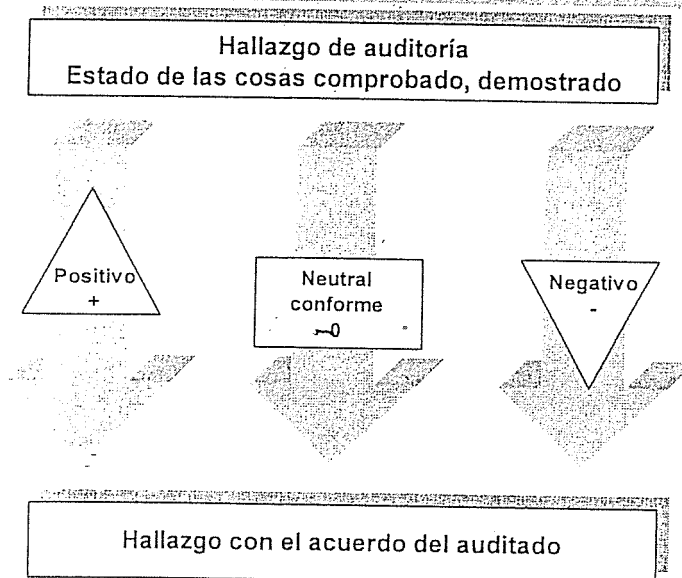 Hallazgo de auditoría
Estado de las cosas comprobado, demostrado
Positivo
+
Neutral
conforme
0
Negativo
-
Hallazgo con el acuerdo del auditado